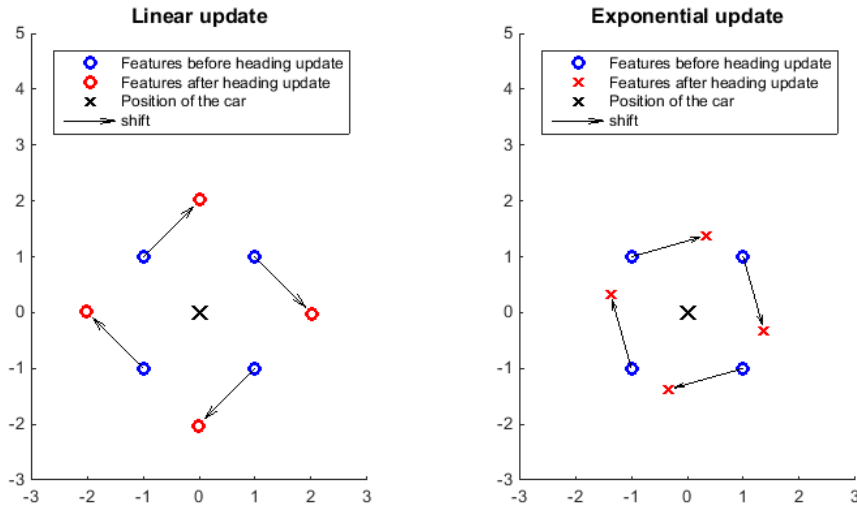 Linear update
Features before heading update
Features after heading update
Position of the car
shift
5
4
3
2
1
0
-1
-2
-3
-3 -2 -1 0 1 2 3
Exponential update
Features before heading update
Features after heading update
Position of the car
shift
5
4
3
2
1
0
-1
-2
-3
-3 -2 -1 0 1 2 3